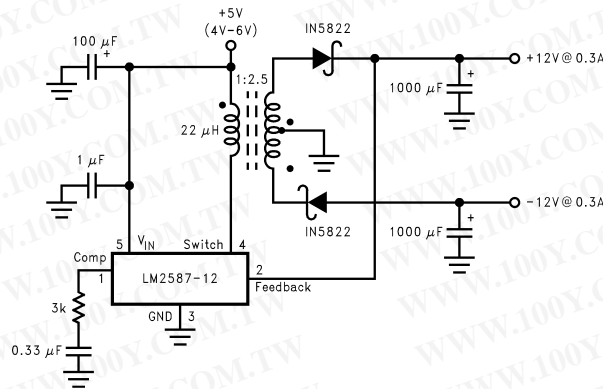 +5V
(4V-6V)
IN5822
100 μF
+
1:2.5
+12V@ 0.3A
+
1000 μF
22 μH
1 μF
-12V@ 0.3A
IN5822
+
1000 μF
5
VIN
Switch
4
Comp
1
LM2587-12
2
Feedback
3k
GND
3
0.33 μF
WWW.100Y.COM.TW